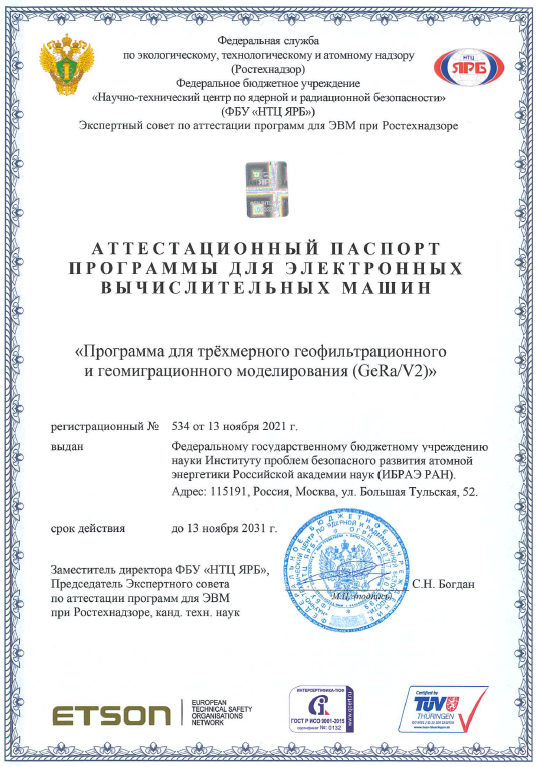 Федеральная служба
по экологическому, технологическому и атомному надзору
(Ростехнадзор)
Федеральное бюджетное учреждение
«Научно-технический центр по ядерной и радиационной безопасности»
(ФБУ «НТЦ ЯРБ»)
Экспертный совет по аттестации программ для ЭВМ при Ростехнадзоре
НТЦ
ЯРБ
АТТЕСТАЦИОННЫЙ ПАСПОРТ
ПРОГРАММЫ ДЛЯ ЭЛЕКТРОННЫХ
ВЫЧИСЛИТЕЛЬНЫХ МАШИН
«Программа для трёхмерного геофильтрационного
и геомиграционного моделирования (GeRa/V2)»
регистрационный № 534 от 13 ноября 2021 г.
выдан Федеральному государственному бюджетному учреждению
науки Институту проблем безопасного развития атомной
энергетики Российской академии наук (ИБРАЭ РАН).
Адрес: 115191, Россия, Москва, ул. Большая Тульская, 52.
срок действия до 13 ноября 2031 г.
Заместитель директора ФБУ «НТЦ ЯРБ»,
Председатель Экспертного совета
по аттестации программ для ЭВМ
при Ростехнадзоре, канд. техн. наук
С.Н. Богдан
М.П. (подпись)
ETSON
EUROPEAN
TECHNICAL SAFETY
ORGANISATIONS
NETWORK
ИНТЕРСЕРТИФИКА-ТЮФ
ГОСТ Р ИСО 9001-2015
№: 0132
Certified by
TÜV
THÜRINGEN